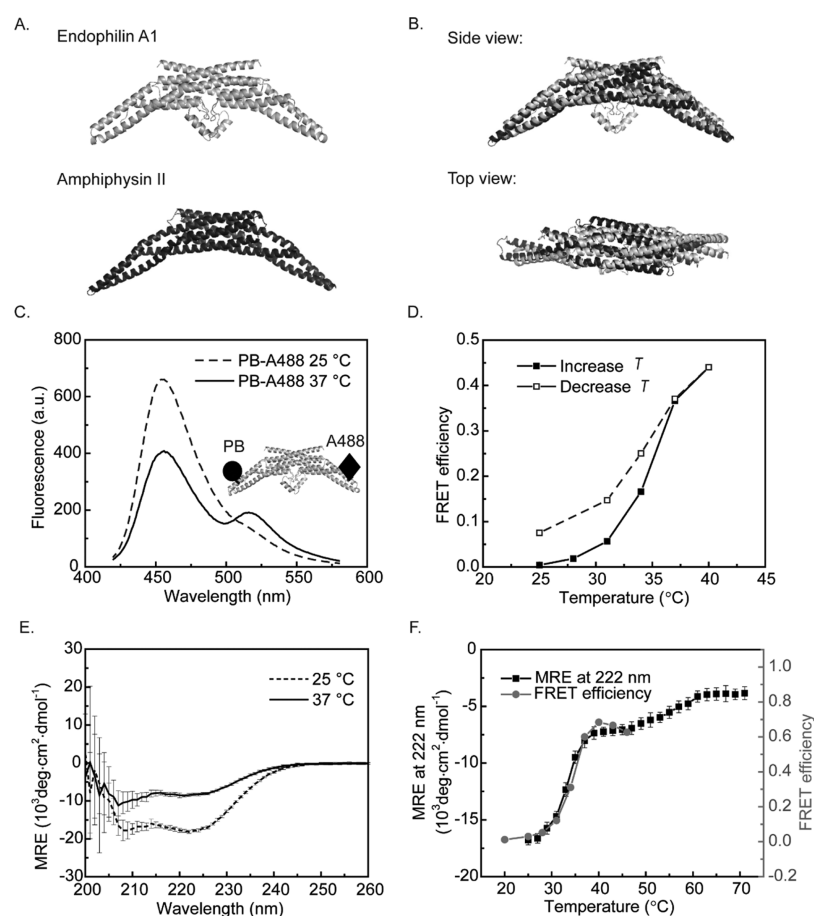 A.
Endophilin A1
Amphiphysin II
B.
Side view:
Top view:
C.
800
600
400
200
0
400 450 500 550 600
Fluorescence (a.u.)
Wavelength (nm)
PB-A488 25 °C
PB-A488 37 °C
PB
A488
D.
0.5
0.4
0.3
0.2
0.1
0.0
20 25 30 35 40 45
FRET efficiency
Temperature (°C)
Increase T
Decrease T
E.
30
20
10
0
-10
-20
-30
200 210 220 230 240 250 260
MRE (10³deg·cm²·dmol⁻¹)
Wavelength (nm)
25 °C
37 °C
F.
0
-5
-10
-15
-20
20 30 40 50 60 70
1.0
0.8
0.6
0.4
0.2
0.0
-0.2
MRE at 222 nm
(10³deg·cm²·dmol⁻¹)
Temperature (°C)
FRET efficiency
MRE at 222 nm
FRET efficiency